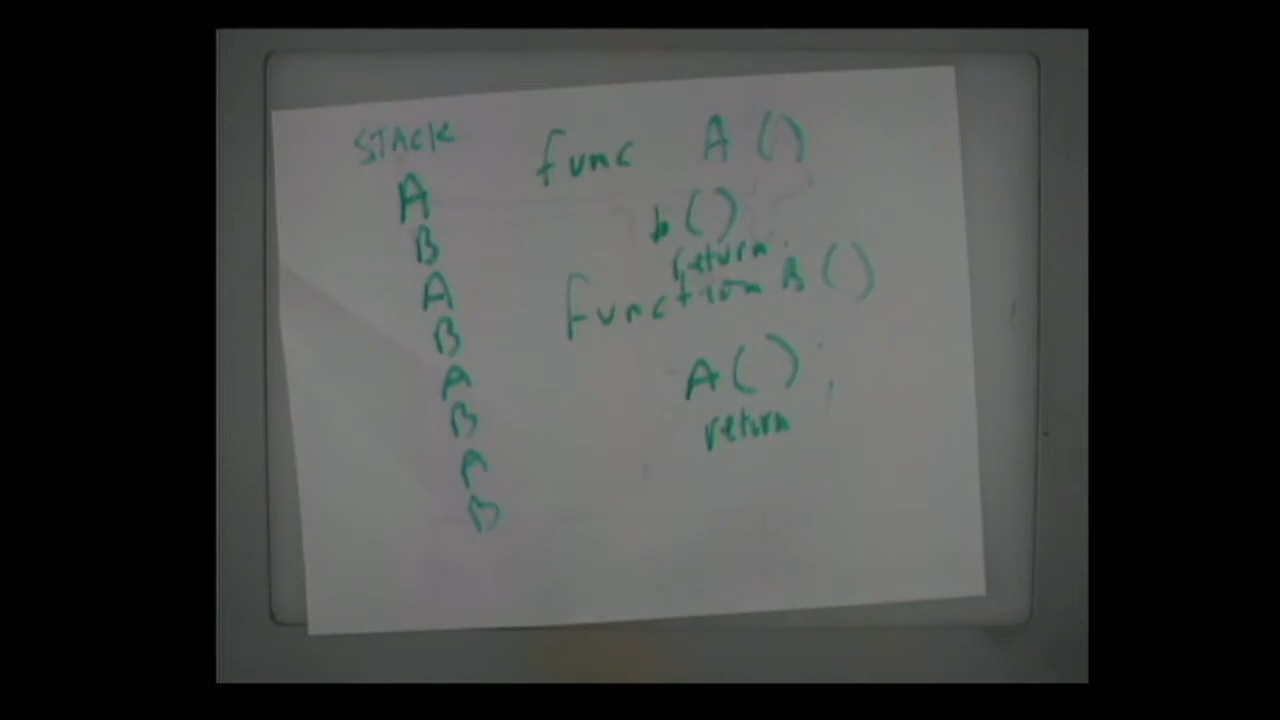 STACK
A
B
A
B
A
B
A
B
func A()
b()
return
function B()
A();
return